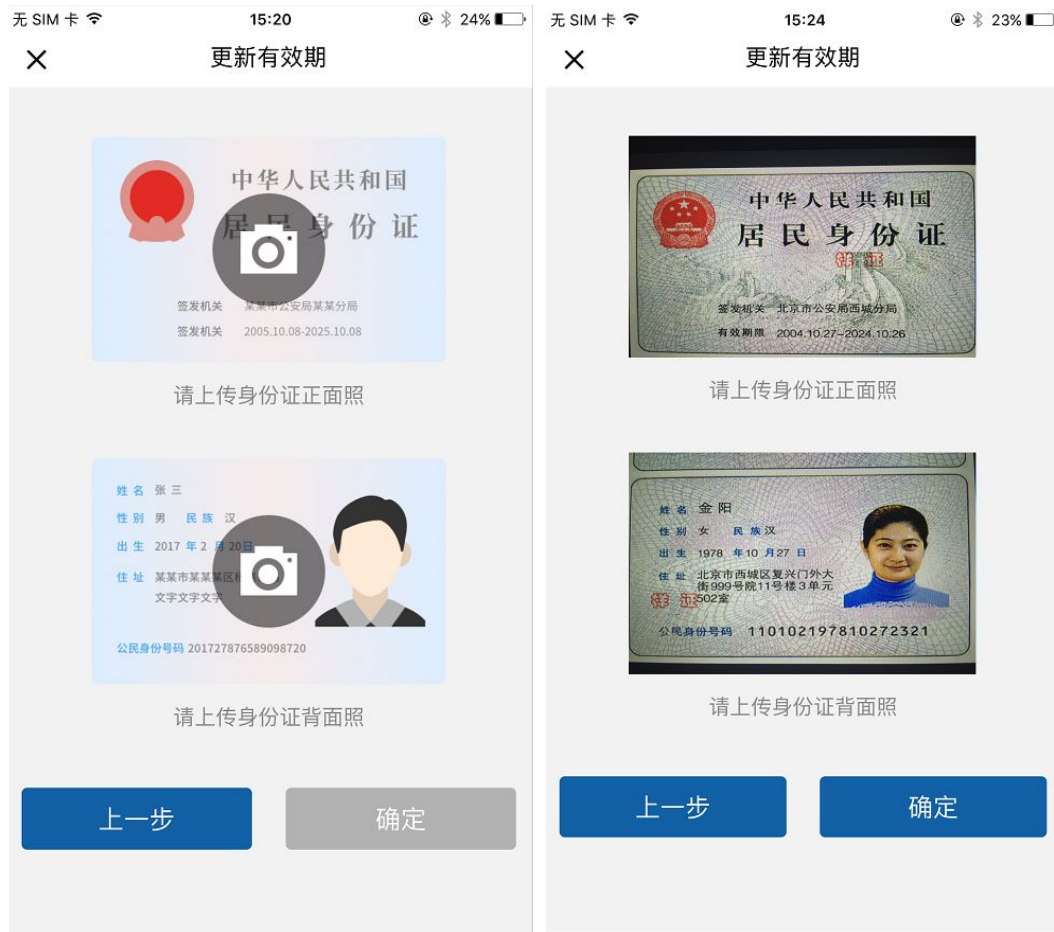 无 SIM 卡
15:20
24%
更新有效期
中华人民共和国
居民身份证
签发机关 某某市公安局某某分局
签发机关 2005.10.08-2025.10.08
请上传身份证正面照
姓名 张三
性别 男 民族 汉
出生 2017 年 2 月 20日
住址 某某市某某某区
文字文字文字
公民身份号码 201727876589098720
请上传身份证背面照
上一步
确定
无 SIM 卡
15:24
23%
更新有效期
中华人民共和国
居民身份证
样 证
签发机关 北京市公安局西城分局
有效期限 2004.10.27-2024.10.26
请上传身份证正面照
姓名 金阳
性别 女 民族 汉
出生 1978 年 10 月 27 日
住址 北京市西城区复兴门外大
街999号院11号楼3单元
502室
样 证
公民身份号码 110102197810272321
请上传身份证背面照
上一步
确定